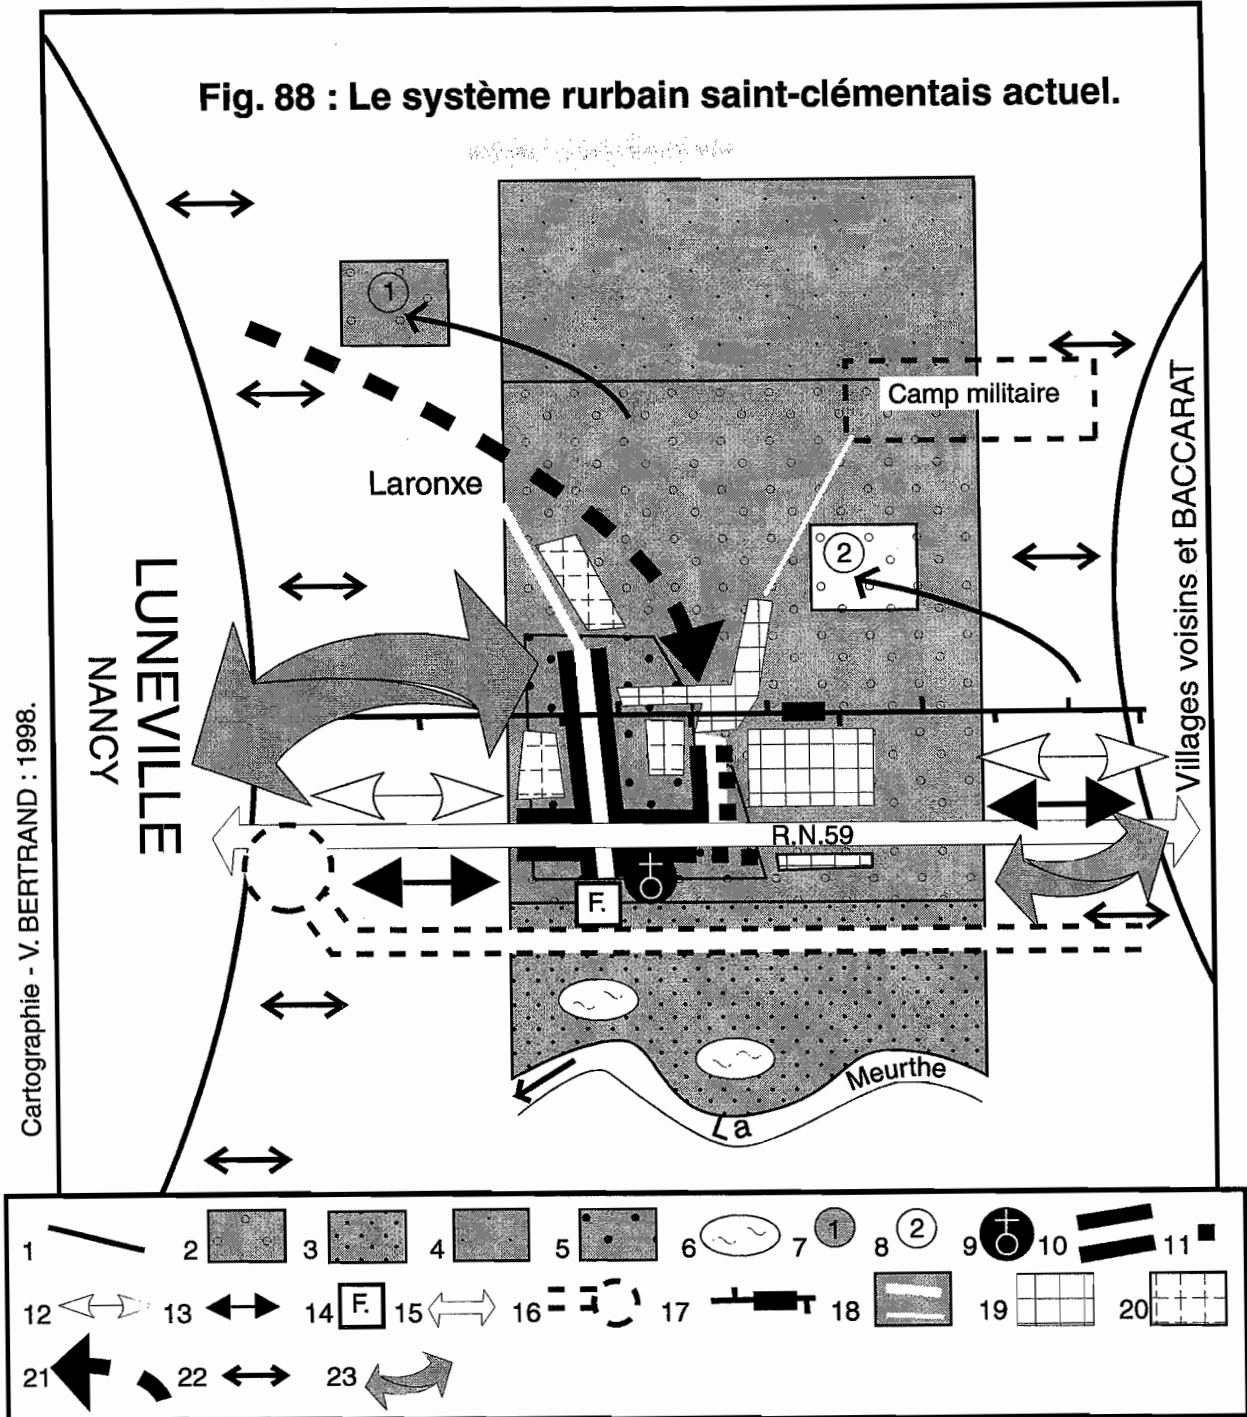 Fig. 88 : Le système rurbain saint-clémentais actuel.
1
Camp militaire
Laronxe
2
LUNEVILLE
NANCY
Villages voisins et BACCARAT
R.N.59
F.
La Meurthe
Cartographie - V. BERTRAND : 1998.
1 2 3 4 5 6 7 1 8 2 9 10 11
12 13 14 F. 15 16 17 18 19 20
21 22 23